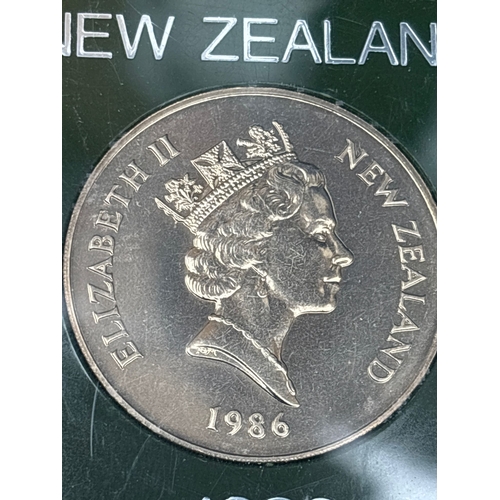 NEW ZEALAN
ELIZABETH II
NEW ZEALAND
1986